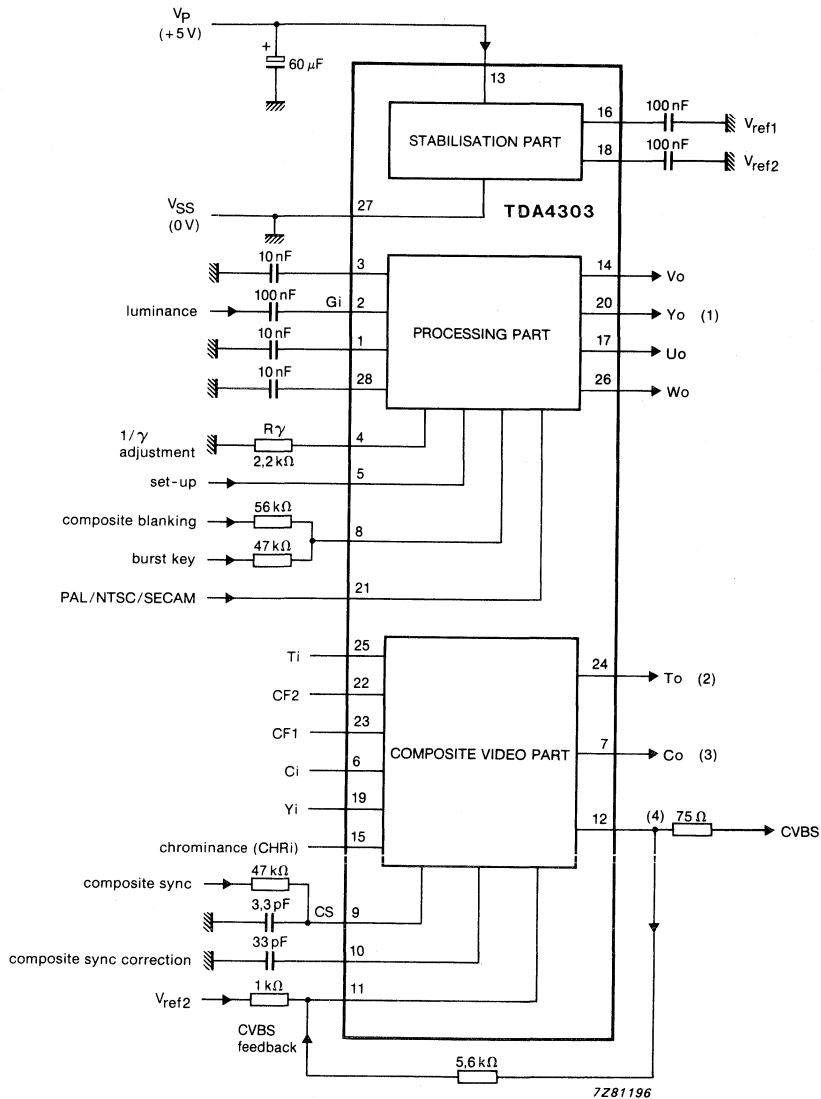 VP
(+5V)
+
60 µF
13
16
100 nF
Vref1
STABILISATION PART
18
100 nF
Vref2
VSS
(0V)
27
TDA4303
10 nF
3
14
Vo
luminance
100 nF
Gi
2
20
Yo (1)
PROCESSING PART
10 nF
1
17
Uo
10 nF
28
26
Wo
1/γ
adjustment
Rγ
2,2 kΩ
4
set-up
5
composite blanking
56 kΩ
8
burst key
47 kΩ
PAL/NTSC/SECAM
21
Ti
25
24
To (2)
CF2
22
CF1
23
COMPOSITE VIDEO PART
7
Co (3)
Ci
6
Yi
19
12
(4)
75 Ω
CVBS
chrominance (CHRi)
15
composite sync
47 kΩ
3,3 pF
CS
9
composite sync correction
33 pF
10
Vref2
1 kΩ
11
CVBS
feedback
5,6 kΩ
7Z81196